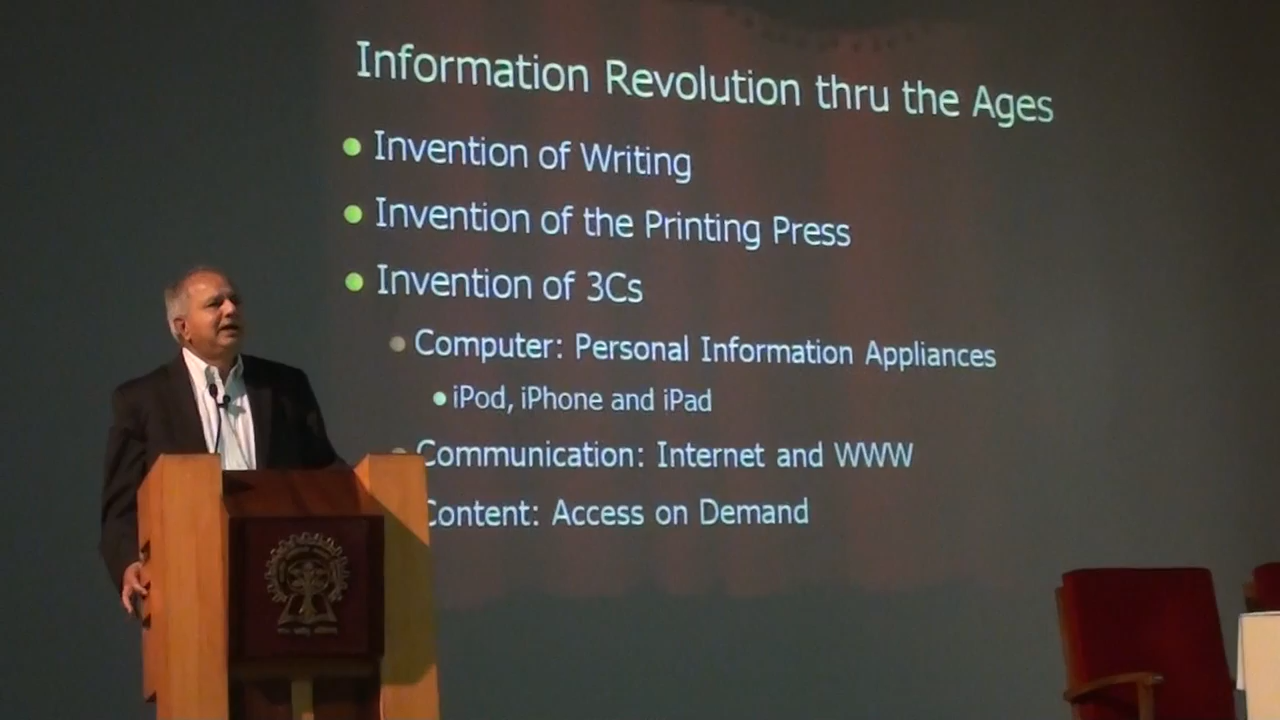 Information Revolution thru the Ages
Invention of Writing
Invention of the Printing Press
Invention of 3Cs
Computer: Personal Information Appliances
iPod, iPhone and iPad
Communication: Internet and WWW
Content: Access on Demand